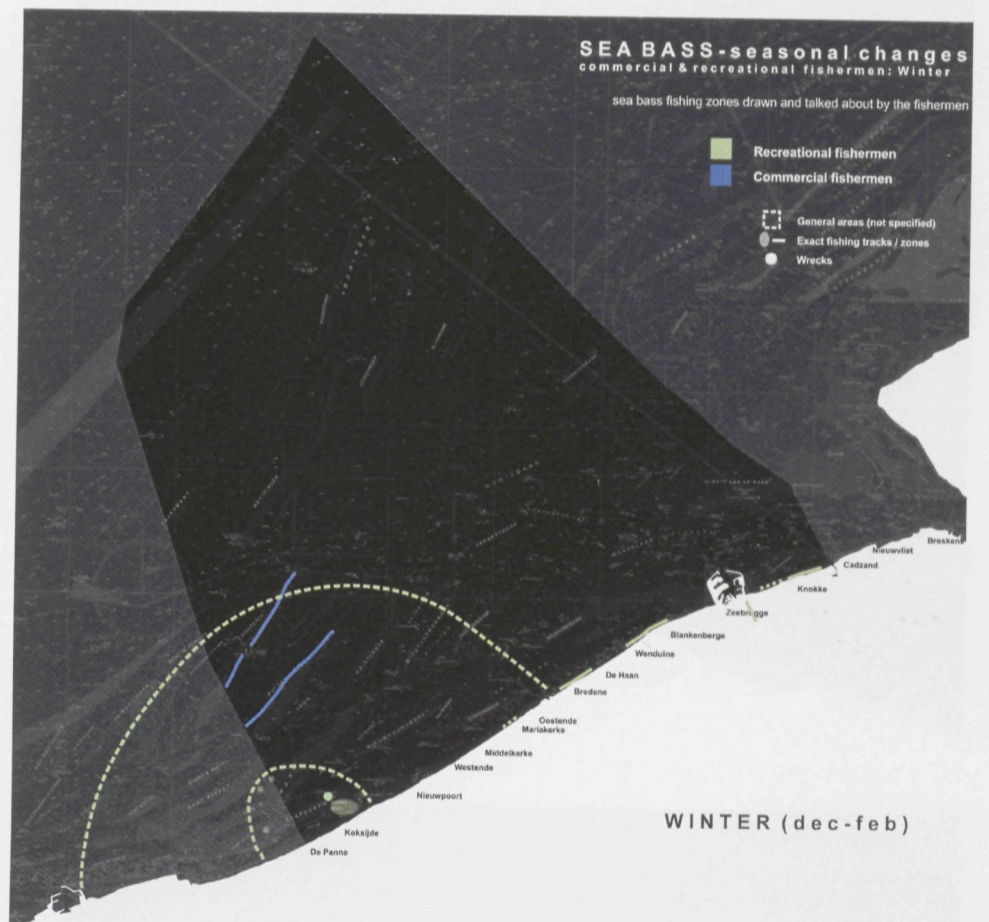 SEA BASS-seasonal changes
commercial & recreational fishermen: Winter
sea bass fishing zones drawn and talked about by the fishermen
Recreational fishermen
Commercial fishermen
General areas (not specified)
Exact fishing tracks / zones
Wrecks
Breskens
Nieuwvliet
Cadzand
Knokke
Zeebrugge
Blankenberge
Wenduine
De Haan
Bredene
Oostende
Mariakerke
Middelkerke
Westende
Nieuwpoort
Koksijde
De Panne
WINTER (dec-feb)